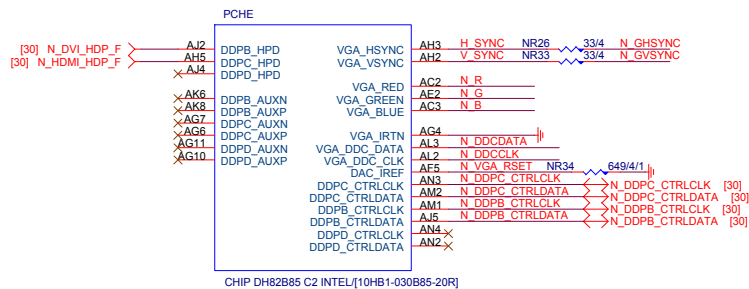 PCHE
[30] N_DVI_HDP_F AJ2 DDPB_HPD VGA_HSYNC AH3 H_SYNC NR26 33/4 N_GHSYNC
[30] N_HDMI_HDP_F AH5 DDPC_HPD VGA_VSYNC AH2 V_SYNC NR33 33/4 N_GVSYNC
AJ4 DDPD_HPD
VGA_RED AC2 N_R
AK6 DDPB_AUXN VGA_GREEN AE2 N_G
AK8 DDPB_AUXP VGA_BLUE AC3 N_B
AG7 DDPC_AUXN
AG6 DDPC_AUXP VGA_IRTN AG4
AG11 DDPD_AUXN VGA_DDC_DATA AL3 N_DDCDATA
AG10 DDPD_AUXP VGA_DDC_CLK AL2 N_DDCCLK
DAC_IREF AF5 N_VGA_RSET NR34 649/4/1
DDPC_CTRLCLK AN3 N_DDPC_CTRLCLK N_DDPC_CTRLCLK [30]
DDPC_CTRLDATA AM2 N_DDPC_CTRLDATA N_DDPC_CTRLDATA [30]
DDPB_CTRLCLK AM1 N_DDPB_CTRLCLK N_DDPB_CTRLCLK [30]
DDPB_CTRLDATA AJ5 N_DDPB_CTRLDATA N_DDPB_CTRLDATA [30]
DDPD_CTRLCLK AN4
DDPD_CTRLDATA AN2
CHIP DH82B85 C2 INTEL/[10HB1-030B85-20R]